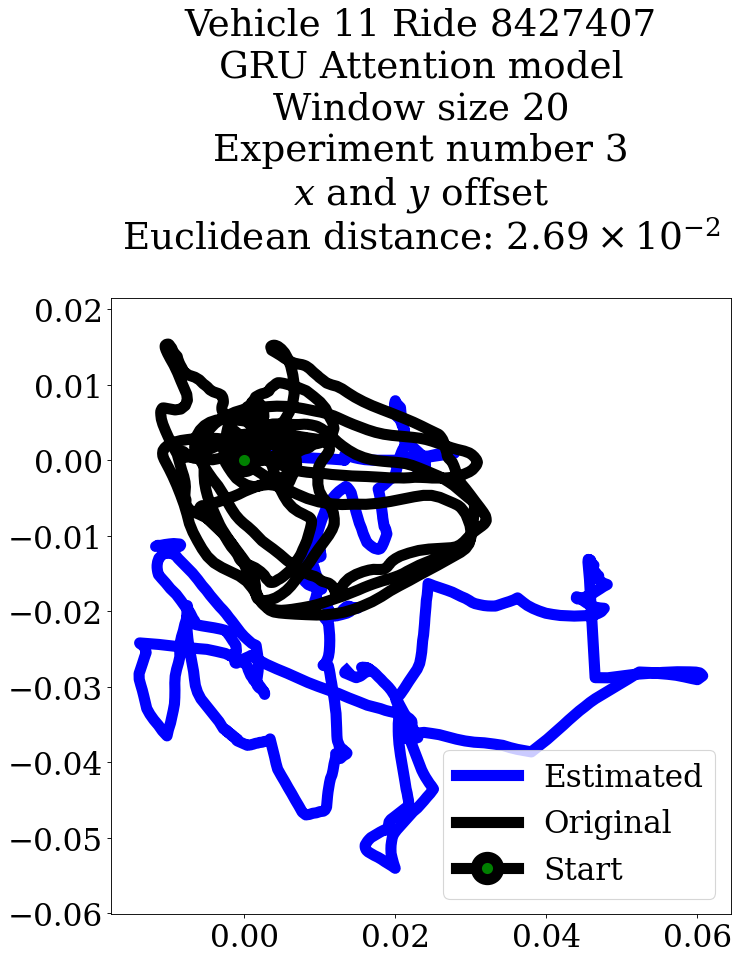 Vehicle 11 Ride 8427407
GRU Attention model
Window size 20
Experiment number 3
x and y offset
Euclidean distance: 2.69 × 10⁻²
0.02
0.01
0.00
−0.01
−0.02
−0.03
−0.04
−0.05
−0.06
0.00 0.02 0.04 0.06
Estimated
Original
Start